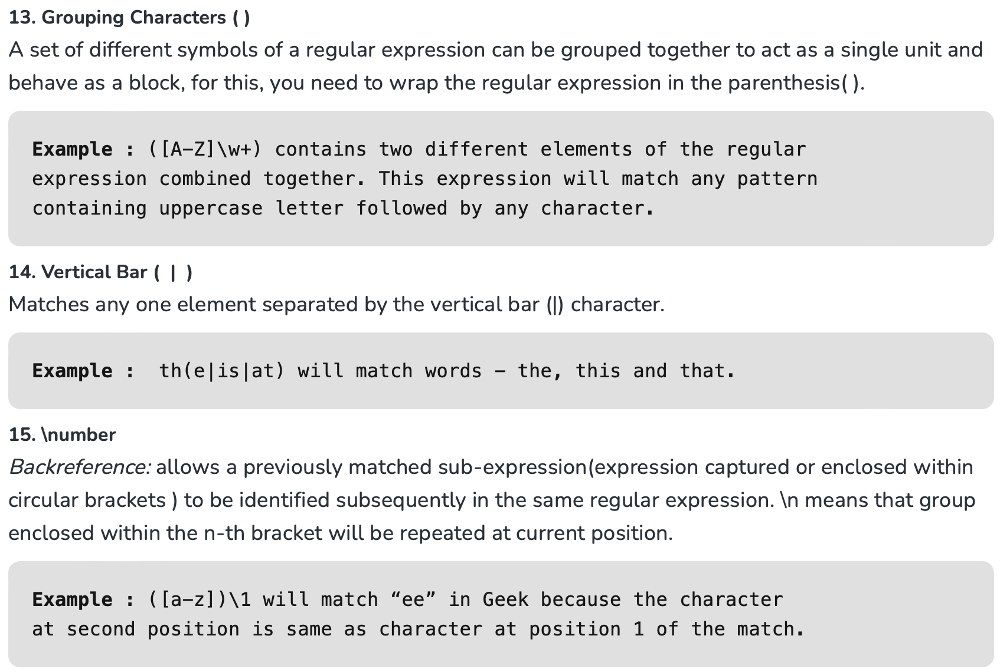 13. Grouping Characters ( )
A set of different symbols of a regular expression can be grouped together to act as a single unit and
behave as a block, for this, you need to wrap the regular expression in the parenthesis( ).
Example : ([A-Z]\w+) contains two different elements of the regular
expression combined together. This expression will match any pattern
containing uppercase letter followed by any character.
14. Vertical Bar ( | )
Matches any one element separated by the vertical bar (|) character.
Example :  th(e|is|at) will match words - the, this and that.
15. \number
Backreference: allows a previously matched sub-expression(expression captured or enclosed within
circular brackets ) to be identified subsequently in the same regular expression. \n means that group
enclosed within the n-th bracket will be repeated at current position.
Example : ([a-z])\1 will match “ee” in Geek because the character
at second position is same as character at position 1 of the match.